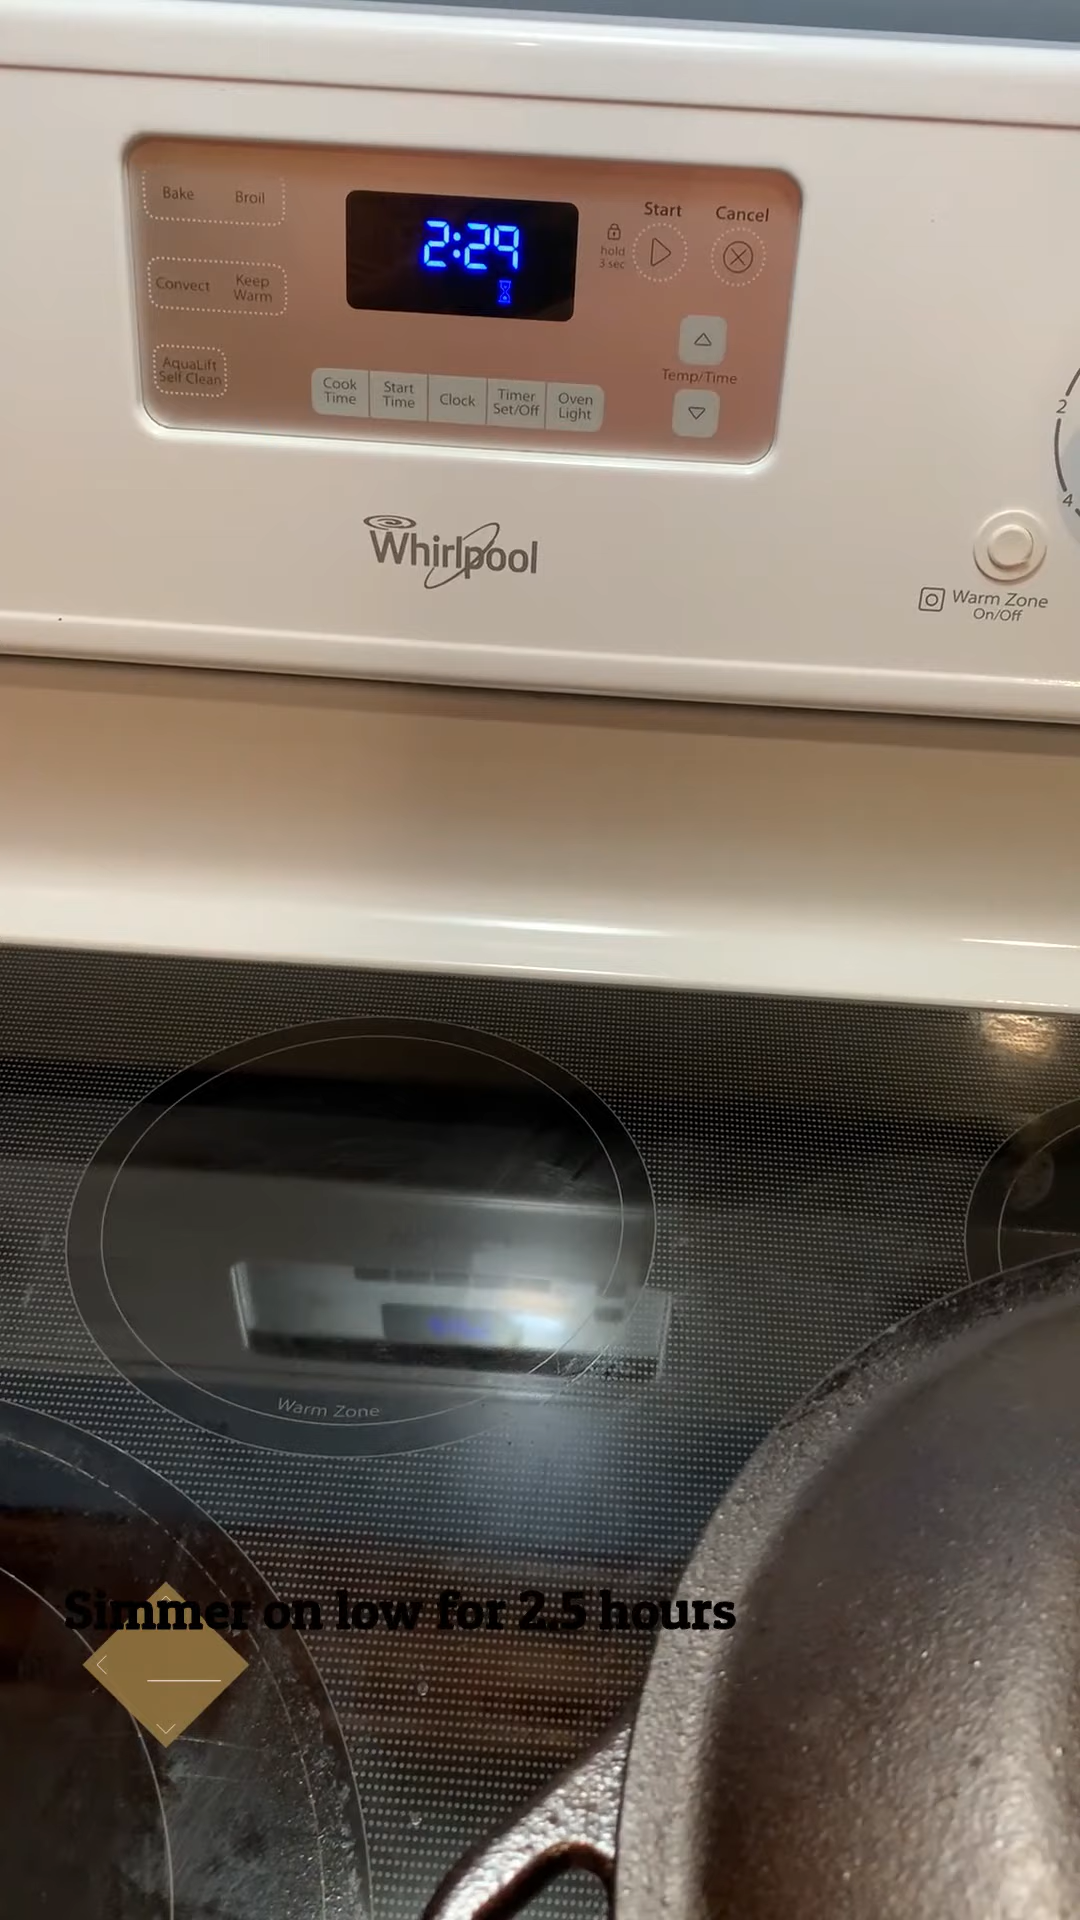 Bake Broil
2:29
Start Cancel
hold
3 sec
Convect Keep
Warm
AquaLift
Self Clean
Temp/Time
Cook
Time
Start
Time
Clock
Timer
Set/Off
Oven
Light
2
4
Whirlpool
Warm Zone
On/Off
Warm Zone
Simmer on low for 2.5 hours